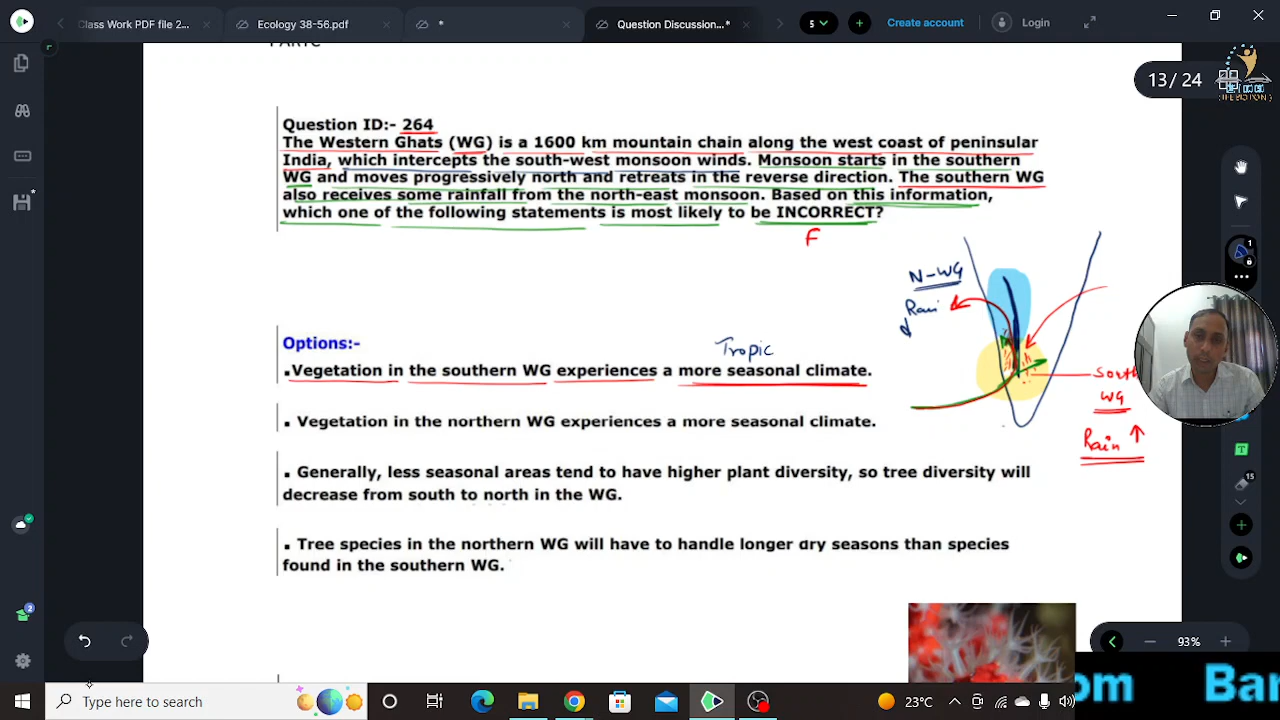 Class Work PDF file 2
Ecology 38-56.pdf
*
Question Discussion...*
5
Create account
Login
13 / 24
Question ID:- 264
The Western Ghats (WG) is a 1600 km mountain chain along the west coast of peninsular
India, which intercepts the south-west monsoon winds. Monsoon starts in the southern
WG and moves progressively north and retreats in the reverse direction. The southern WG
also receives some rainfall from the north-east monsoon. Based on this information,
which one of the following statements is most likely to be INCORRECT?
F
N-WG
Rain
Options:-
Tropic
.Vegetation in the southern WG experiences a more seasonal climate.
South
WG
Rain ↑
. Vegetation in the northern WG experiences a more seasonal climate.
. Generally, less seasonal areas tend to have higher plant diversity, so tree diversity will
decrease from south to north in the WG.
. Tree species in the northern WG will have to handle longer dry seasons than species
found in the southern WG.
1
15
2
93%
om Bar
Type here to search
23°C